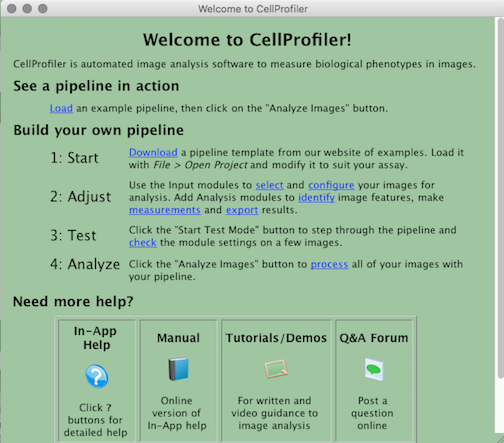 Welcome to CellProfiler
Welcome to CellProfiler!
CellProfiler is automated image analysis software to measure biological phenotypes in images.
See a pipeline in action
Load an example pipeline, then click on the "Analyze Images" button.
Build your own pipeline
1: Start
Download a pipeline template from our website of examples. Load it
with File > Open Project and modify it to suit your assay.
2: Adjust
Use the Input modules to select and configure your images for
analysis. Add Analysis modules to identify image features, make
measurements and export results.
3: Test
Click the "Start Test Mode" button to step through the pipeline and
check the module settings on a few images.
4: Analyze
Click the "Analyze Images" button to process all of your images with
your pipeline.
Need more help?
In-App
Help
Click ?
buttons for
detailed help
Manual
Online
version of
In-App help
Tutorials/Demos
For written and
video guidance to
image analysis
Q&A Forum
Post a
question
online